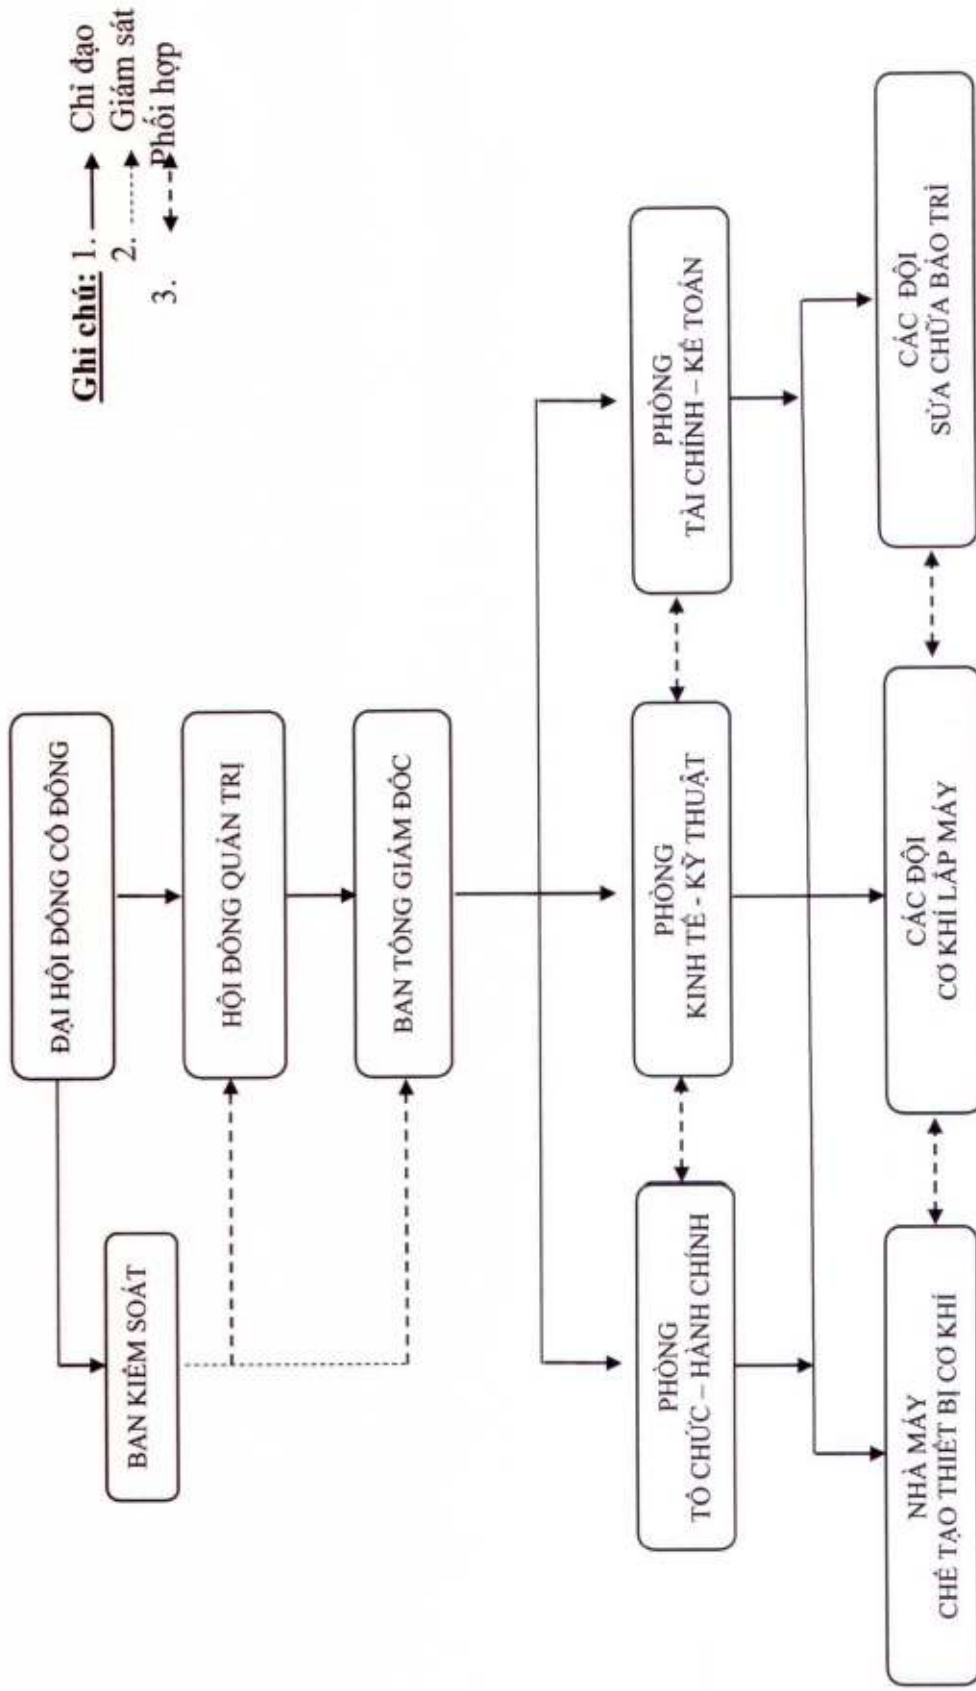 Ghi chú: 1. Chỉ đạo
2. Giám sát
3. Phối hợp
ĐẠI HỘI ĐỒNG CỔ ĐÔNG
BAN KIỂM SOÁT
HỘI ĐỒNG QUẢN TRỊ
BAN TỔNG GIÁM ĐỐC
PHÒNG
TỔ CHỨC – HÀNH CHÍNH
PHÒNG
KINH TẾ - KỸ THUẬT
PHÒNG
TÀI CHÍNH – KẾ TOÁN
NHÀ MÁY
CHẾ TẠO THIẾT BỊ CƠ KHÍ
CÁC ĐỘI
CƠ KHÍ LẮP MÁY
CÁC ĐỘI
SỬA CHỮA BẢO TRÌ